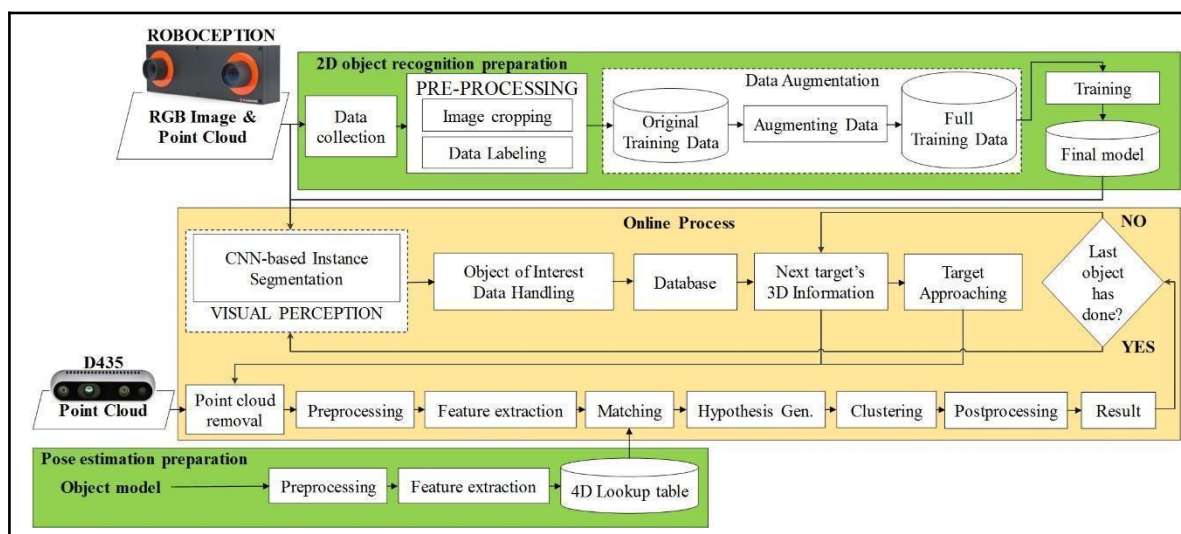 ROBOCEPTION
RGB Image &
Point Cloud
2D object recognition preparation
Data
collection
PRE-PROCESSING
Image cropping
Data Labeling
Data Augmentation
Original
Training Data
Augmenting Data
Full
Training Data
Training
Final model
Online Process
CNN-based Instance
Segmentation
VISUAL PERCEPTION
Object of Interest
Data Handling
Database
Next target's
3D Information
Target
Approaching
NO
Last
object
has
done?
YES
D435
Point Cloud
Point cloud
removal
Preprocessing
Feature extraction
Matching
Hypothesis Gen.
Clustering
Postprocessing
Result
Pose estimation preparation
Object model
Preprocessing
Feature extraction
4D Lookup table